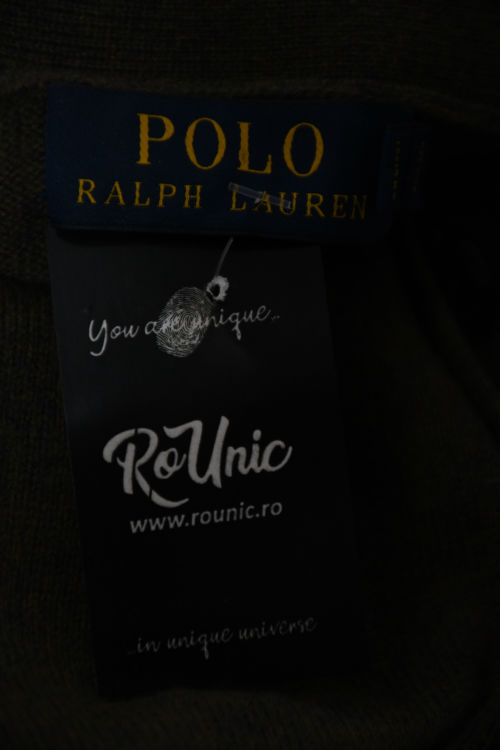 POLO
RALPH LAUREN
You are unique..
RoUnic
www.rounic.ro
..in unique universe